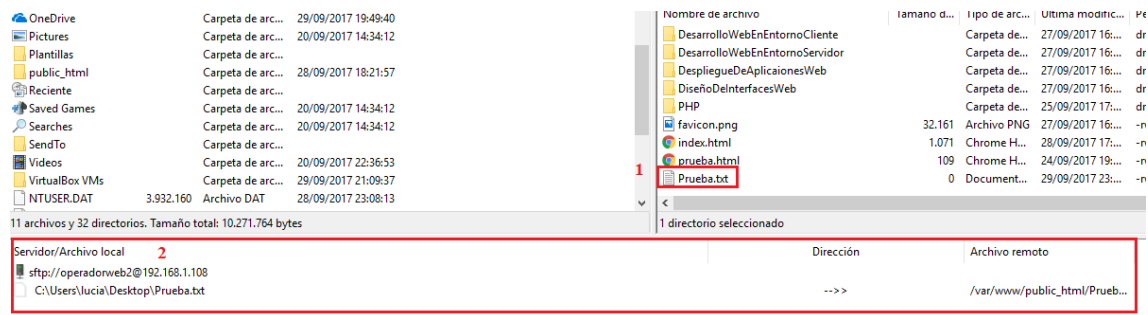 OneDrive Carpeta de arc... 29/09/2017 19:49:40
Pictures Carpeta de arc... 20/09/2017 14:34:12
Plantillas Carpeta de arc...
public_html Carpeta de arc... 28/09/2017 18:21:57
Reciente Carpeta de arc...
Saved Games Carpeta de arc... 20/09/2017 14:34:12
Searches Carpeta de arc... 20/09/2017 14:34:12
SendTo Carpeta de arc...
Videos Carpeta de arc... 20/09/2017 22:36:53
VirtualBox VMs Carpeta de arc... 29/09/2017 21:09:37
NTUSER.DAT 3.932.160 Archivo DAT 28/09/2017 23:08:13
11 archivos y 32 directorios. Tamaño total: 10.271.764 bytes
Nombre de archivo Tamaño d... Tipo de arc... Última modific... Pe
DesarrolloWebEnEntornoCliente Carpeta de... 27/09/2017 16:... dr
DesarrolloWebEnEntornoServidor Carpeta de... 27/09/2017 16:... dr
DespliegueDeAplicaionesWeb Carpeta de... 27/09/2017 16:... dr
DiseñoDeInterfacesWeb Carpeta de... 27/09/2017 16:... dr
PHP Carpeta de... 25/09/2017 17:... dr
favicon.png 32.161 Archivo PNG 27/09/2017 16:... -rv
index.html 1.071 Chrome H... 28/09/2017 17:... -rv
prueba.html 109 Chrome H... 24/09/2017 19:... -rv
1 Prueba.txt 0 Document... 29/09/2017 23:... -rv
1 directorio seleccionado
Servidor/Archivo local 2 Dirección Archivo remoto
sftp://operadorweb2@192.168.1.108
C:\Users\lucia\Desktop\Prueba.txt -->> /var/www/public_html/Prueb...